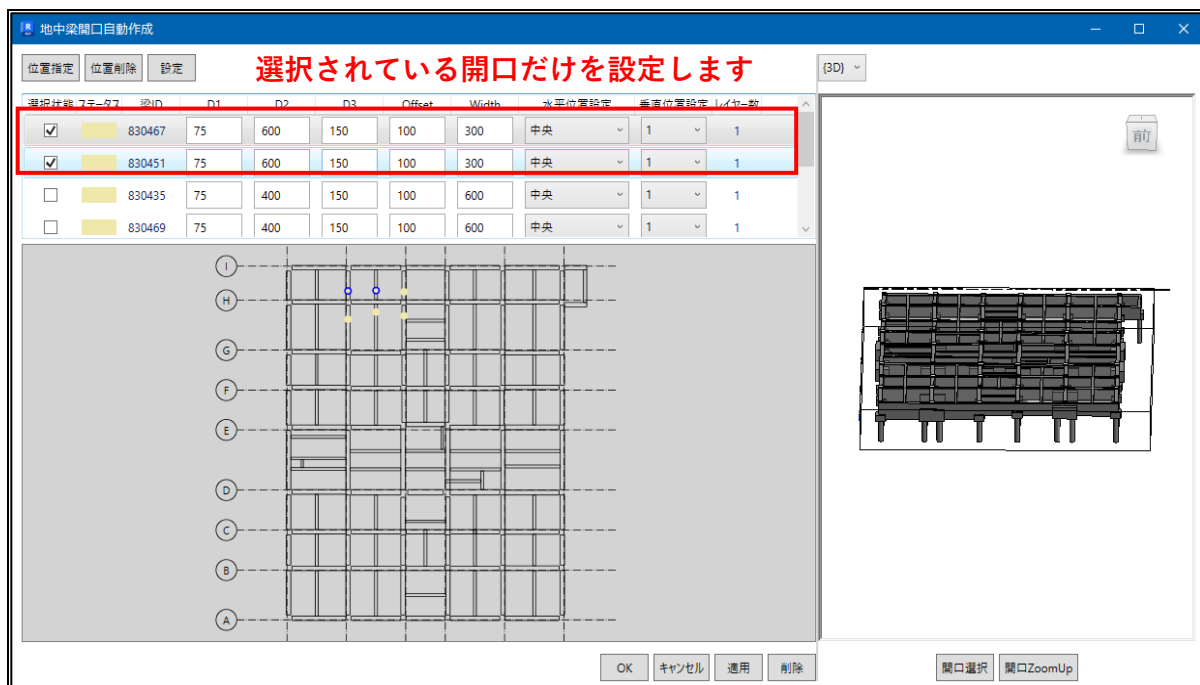 地中梁開口自動作成
位置指定 位置削除 設定 選択されている開口だけを設定します {3D}
選択状態 ステータス 梁ID D1 D2 D3 Offset Width 水平位置設定 垂直位置設定 レイヤー数
830467 75 600 150 100 300 中央 1 1
830451 75 600 150 100 300 中央 1 1
830435 75 400 150 100 600 中央 1 1
830469 75 400 150 100 600 中央 1 1
前
I
H
G
F
E
D
C
B
A
OK キャンセル 適用 削除 開口選択 開口ZoomUp